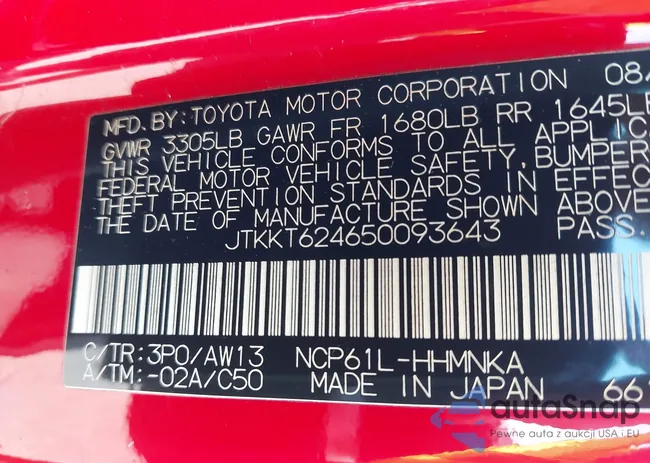 MFD. BY: TOYOTA MOTOR CORPORATION 08/
GVWR 3305LB GAWR FR 1680LB RR 1645LB
THIS VEHICLE CONFORMS TO ALL APPLIC
FEDERAL MOTOR VEHICLE SAFETY, BUMPER
THEFT PREVENTION STANDARDS IN EFFEC
THE DATE OF MANUFACTURE SHOWN ABOVE
JTKKT624650093643 PASS.
C/TR: 3P0/AW13 NCP61L-HHMNKA
A/TM: -02A/C50 MADE IN JAPAN 661
autoSnap
Pewne auta z aukcji USA i EU